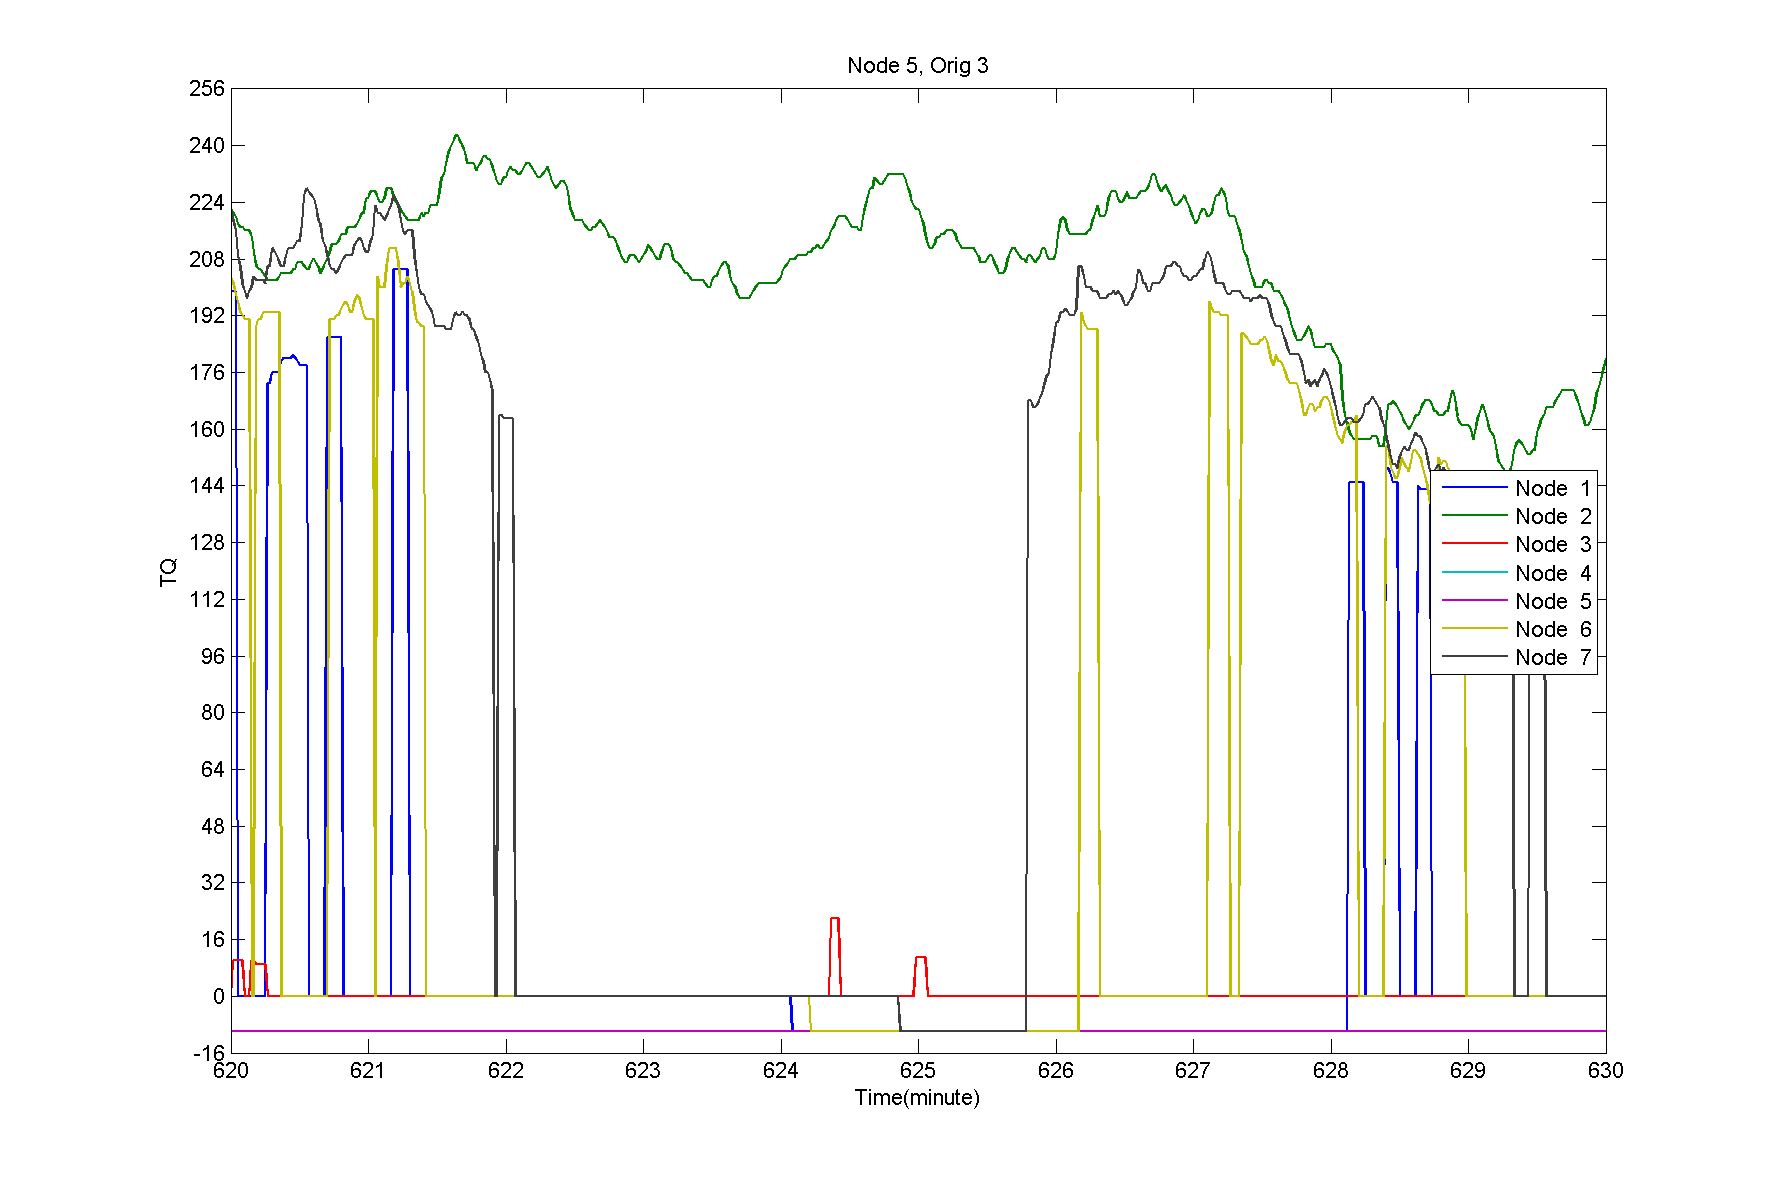 Node 5, Orig 3
256
240
224
208
192
176
160
144
128
112
96
80
64
48
32
16
0
-16
TQ
Node 1
Node 2
Node 3
Node 4
Node 5
Node 6
Node 7
620 621 622 623 624 625 626 627 628 629 630
Time(minute)